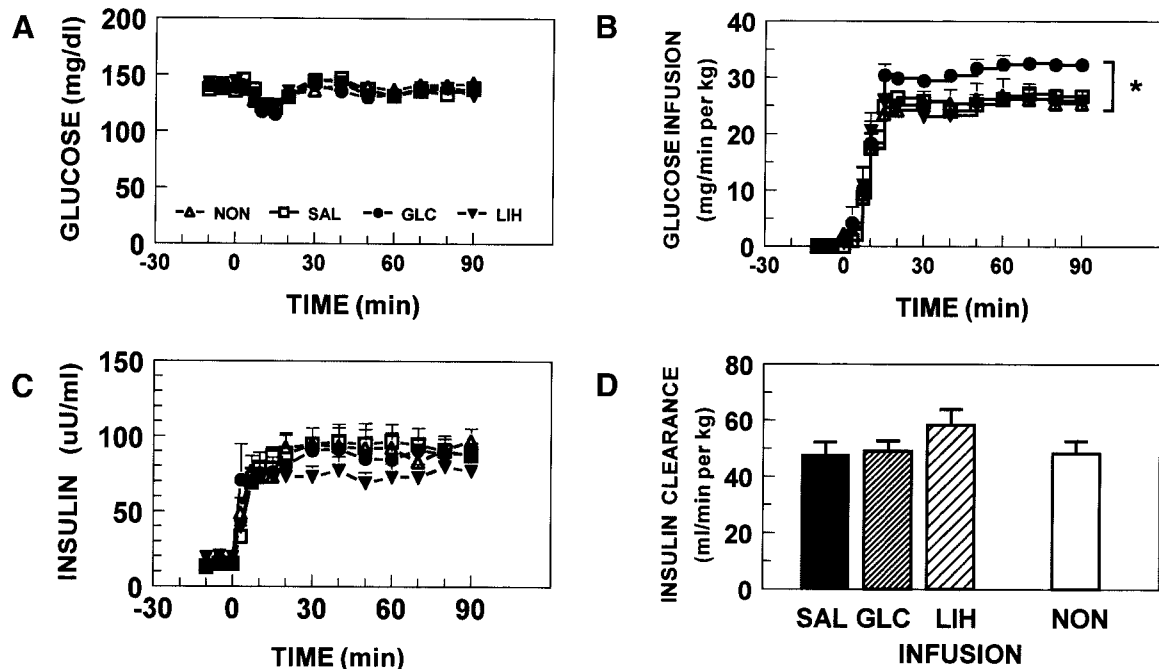 A
GLUCOSE (mg/dl)
200
150
100
50
0
NON SAL GLC LIH
-30 0 30 60 90
TIME (min)
B
GLUCOSE INFUSION
(mg/min per kg)
40
30
20
10
0
*
-30 0 30 60 90
TIME (min)
C
INSULIN (uU/ml)
150
100
50
0
-30 0 30 60 90
TIME (min)
D
INSULIN CLEARANCE
(ml/min per kg)
80
60
40
20
0
SAL GLC LIH NON
INFUSION